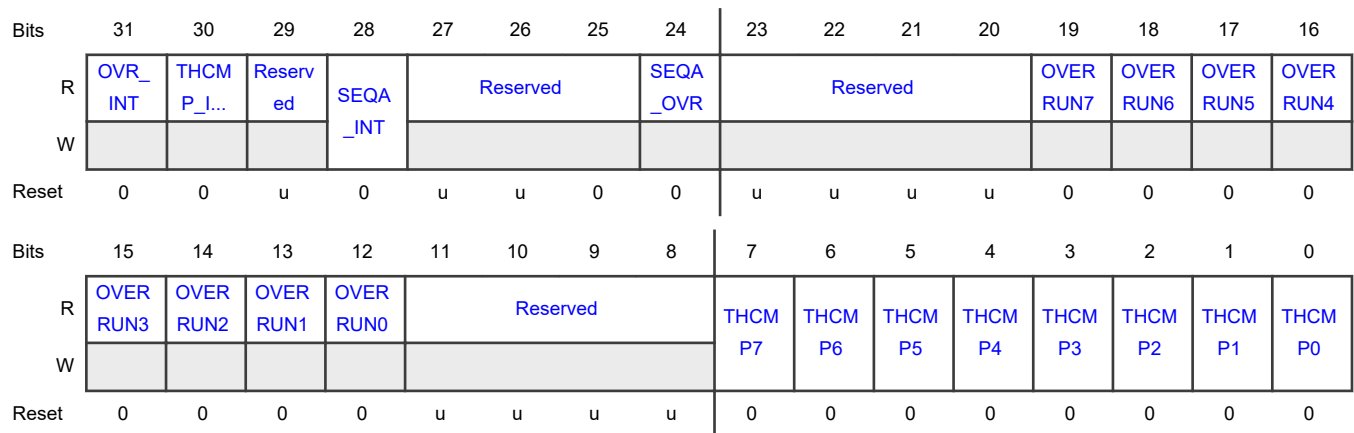 Bits 31 30 29 28 27 26 25 24 23 22 21 20 19 18 17 16
R OVR_ INT THCM P_I... Reserv ed SEQA _INT Reserved SEQA _OVR Reserved OVER RUN7 OVER RUN6 OVER RUN5 OVER RUN4
W
Reset 0 0 u 0 u u 0 0 u u u u 0 0 0 0
Bits 15 14 13 12 11 10 9 8 7 6 5 4 3 2 1 0
R OVER RUN3 OVER RUN2 OVER RUN1 OVER RUN0 Reserved THCM P7 THCM P6 THCM P5 THCM P4 THCM P3 THCM P2 THCM P1 THCM P0
W
Reset 0 0 0 0 u u u u 0 0 0 0 0 0 0 0